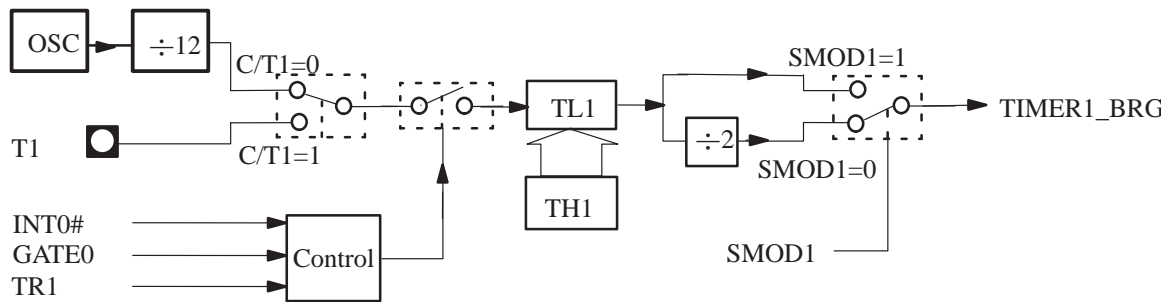 OSC
÷12
C/T1=0
SMOD1=1
TL1
TIMER1_BRG
T1
C/T1=1
÷2
SMOD1=0
TH1
INT0#
GATE0
Control
SMOD1
TR1